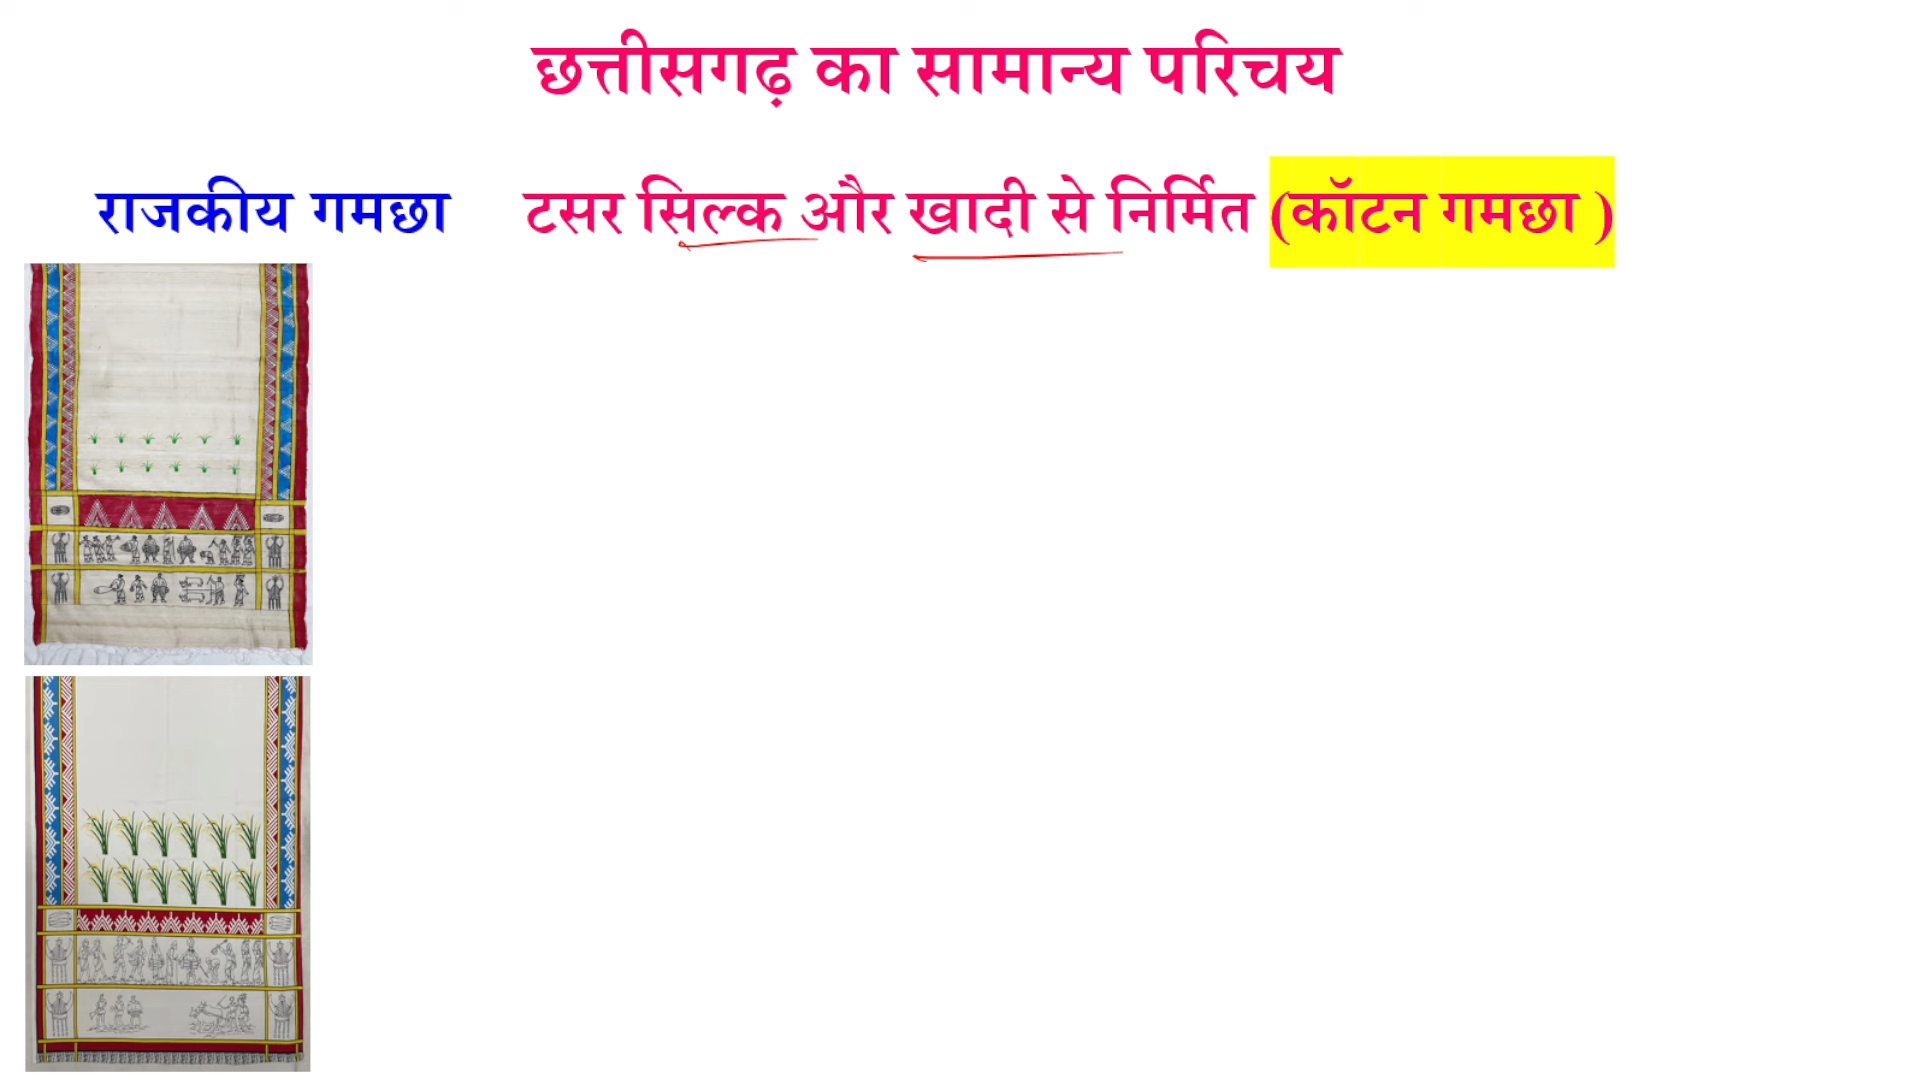 छत्तीसगढ़ का सामान्य परिचय
राजकीय गमछा टसर सिल्क और खादी से निर्मित (कॉटन गमछा )